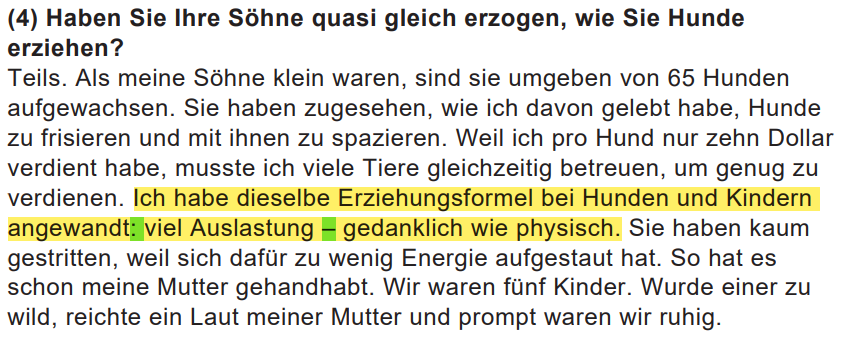 (4) Haben Sie Ihre Söhne quasi gleich erzogen, wie Sie Hunde
erziehen?
Teils. Als meine Söhne klein waren, sind sie umgeben von 65 Hunden
aufgewachsen. Sie haben zugesehen, wie ich davon gelebt habe, Hunde
zu frisieren und mit ihnen zu spazieren. Weil ich pro Hund nur zehn Dollar
verdient habe, musste ich viele Tiere gleichzeitig betreuen, um genug zu
verdienen. Ich habe dieselbe Erziehungsformel bei Hunden und Kindern
angewandt: viel Auslastung – gedanklich wie physisch. Sie haben kaum
gestritten, weil sich dafür zu wenig Energie aufgestaut hat. So hat es
schon meine Mutter gehandhabt. Wir waren fünf Kinder. Wurde einer zu
wild, reichte ein Laut meiner Mutter und prompt waren wir ruhig.